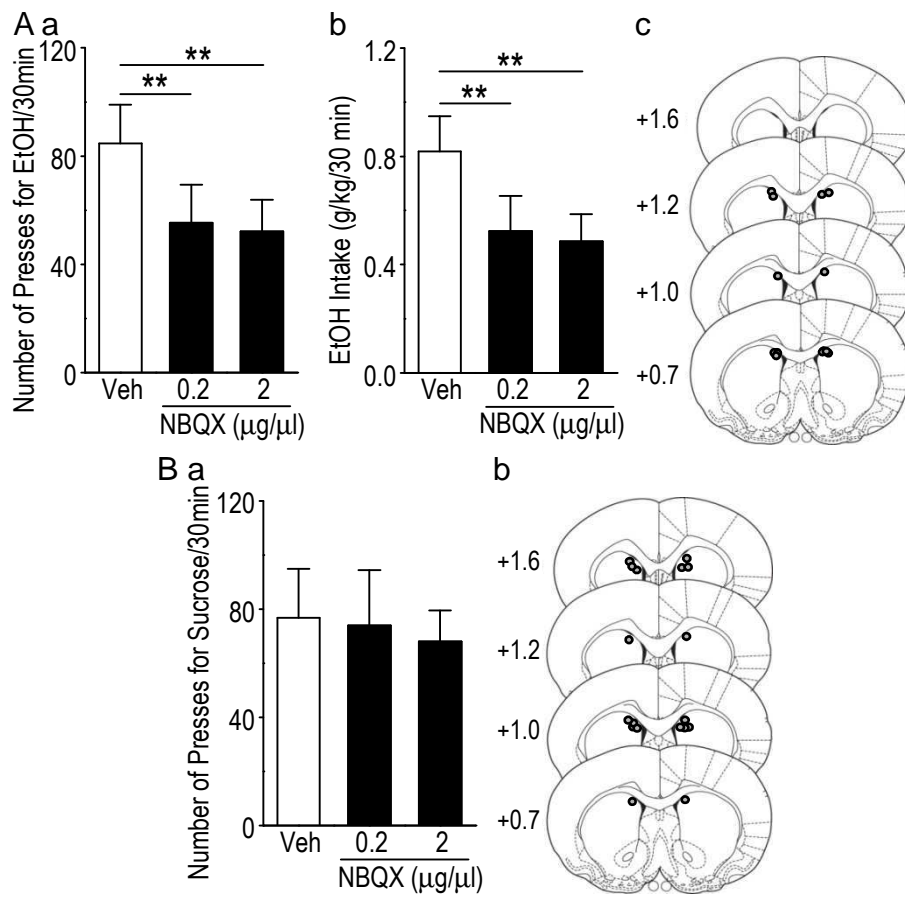 A a
120
80
40
0
Number of Presses for EtOH/30min
**
**
Veh
0.2
2
NBQX (μg/μl)
b
1.2
0.8
0.4
0.0
EtOH Intake (g/kg/30 min)
**
**
Veh
0.2
2
NBQX (μg/μl)
c
+1.6
+1.2
+1.0
+0.7
B a
120
80
40
0
Number of Presses for Sucrose/30min
Veh
0.2
2
NBQX (μg/μl)
b
+1.6
+1.2
+1.0
+0.7